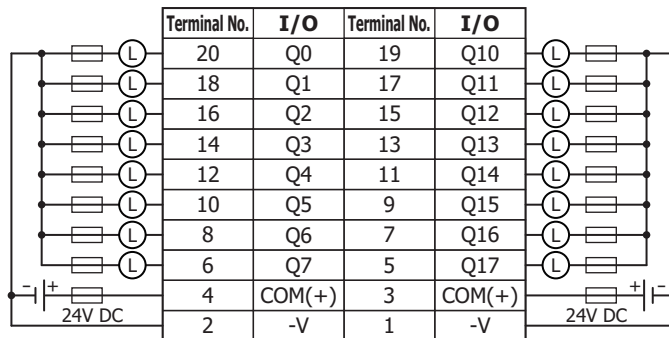 Terminal No. I/O Terminal No. I/O
L 20 Q0 19 Q10 L
L 18 Q1 17 Q11 L
L 16 Q2 15 Q12 L
L 14 Q3 13 Q13 L
L 12 Q4 11 Q14 L
L 10 Q5 9 Q15 L
L 8 Q6 7 Q16 L
L 6 Q7 5 Q17 L
- + 4 COM(+) 3 COM(+) + -
24V DC 2 -V 1 -V 24V DC